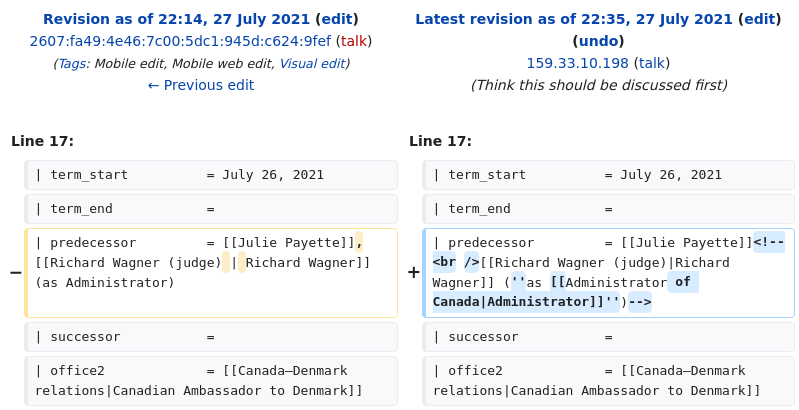 Revision as of 22:14, 27 July 2021 (edit)
2607:fa49:4e46:7c00:5dc1:945d:c624:9fef (talk)
(Tags: Mobile edit, Mobile web edit, Visual edit)
← Previous edit
Latest revision as of 22:35, 27 July 2021 (edit)
(undo)
159.33.10.198 (talk)
(Think this should be discussed first)
Line 17:
Line 17:
| term_start = July 26, 2021
| term_start = July 26, 2021
| term_end =
| term_end =
−
| predecessor = [[Julie Payette]],
[[Richard Wagner (judge) | Richard Wagner]]
(as Administrator)
+
| predecessor = [[Julie Payette]]<!--
<br />[[Richard Wagner (judge)|Richard
Wagner]] (''as [[Administrator of
Canada|Administrator]]'')-->
| successor =
| successor =
| office2 = [[Canada–Denmark
relations|Canadian Ambassador to Denmark]]
| office2 = [[Canada–Denmark
relations|Canadian Ambassador to Denmark]]